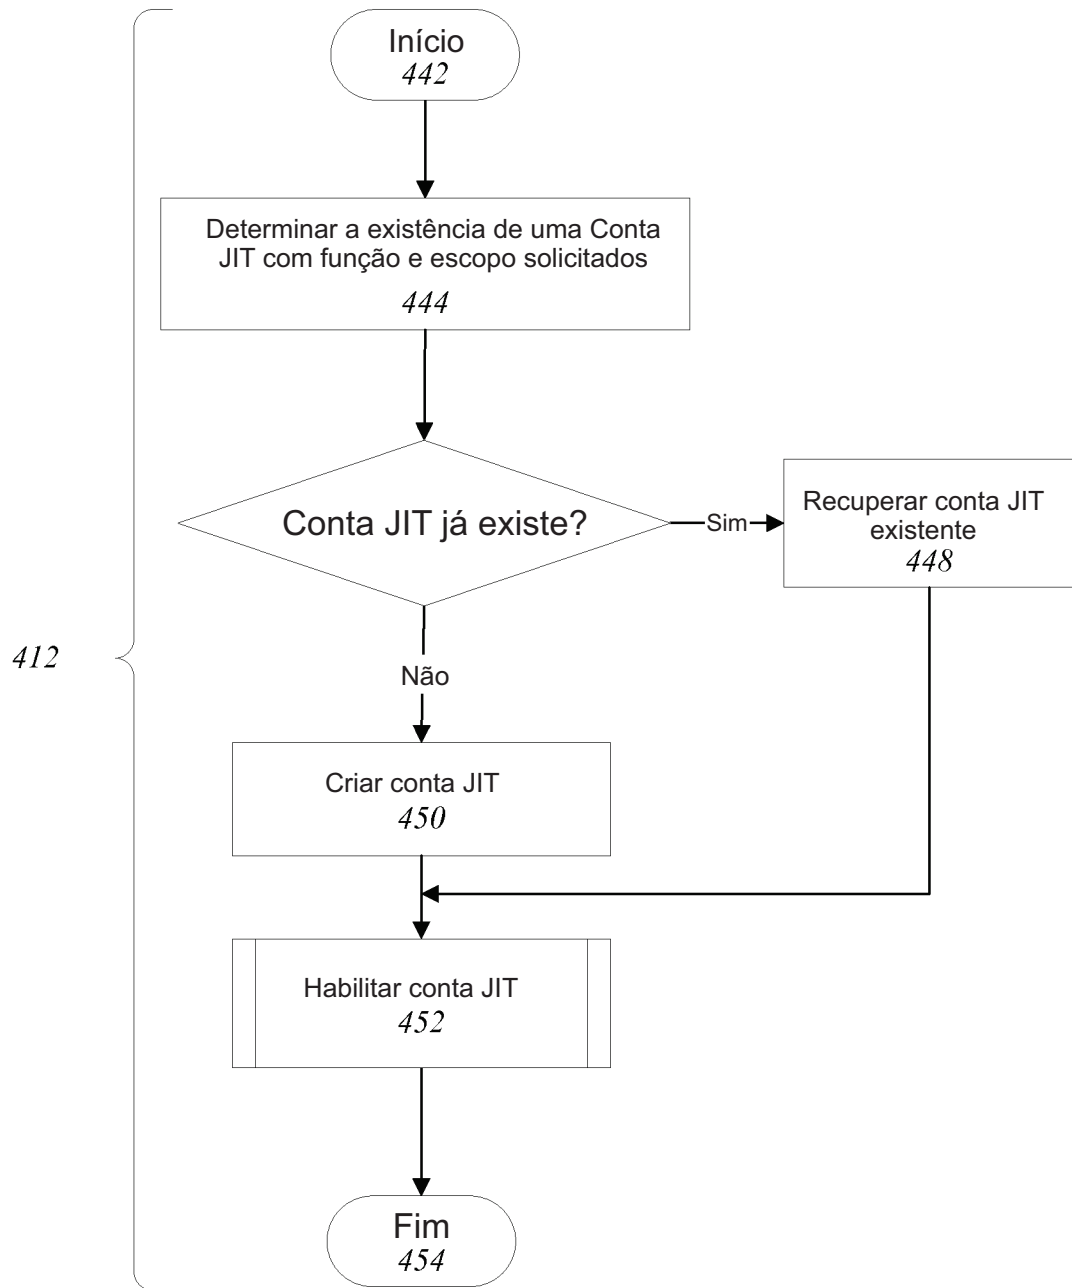 Início
442
Determinar a existência de uma Conta
JIT com função e escopo solicitados
444
Conta JIT já existe?
Sim
Recuperar conta JIT
existente
448
412
Não
Criar conta JIT
450
Habilitar conta JIT
452
Fim
454